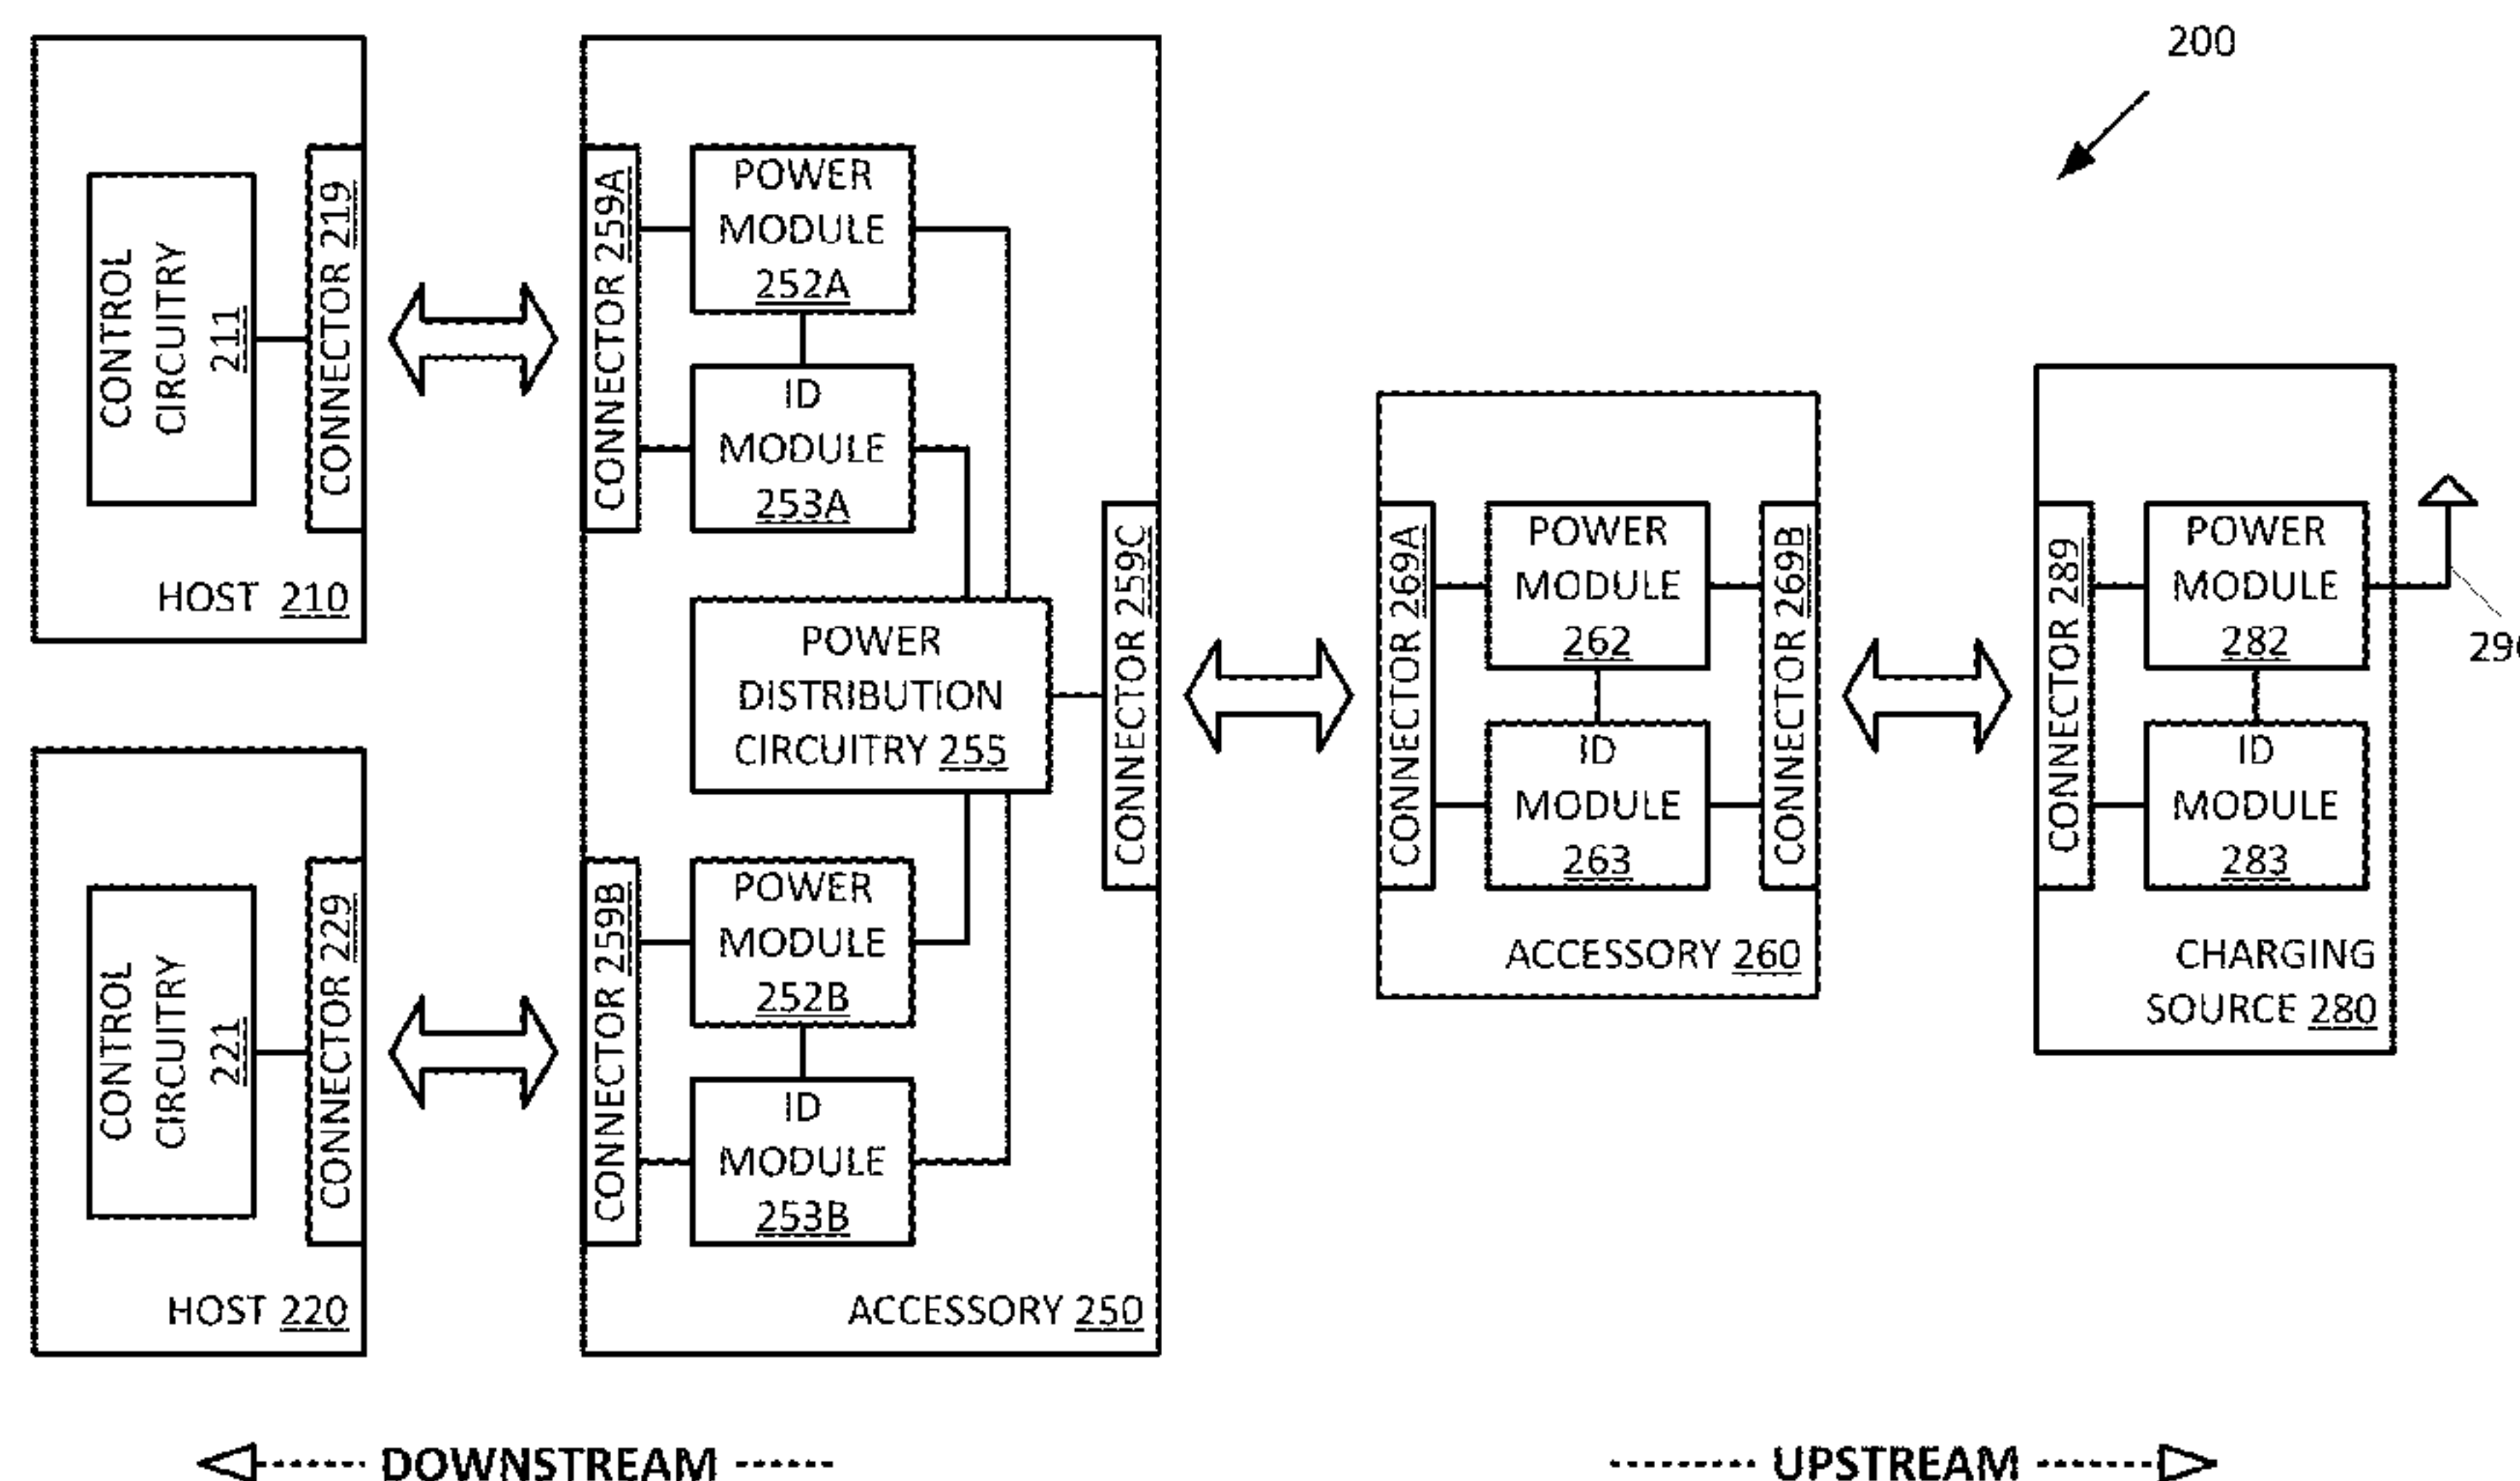 200
CONTROL
CIRCUITRY
211
CONNECTOR 219
HOST 210
CONNECTOR 259A
POWER
MODULE
252A
ID
MODULE
253A
POWER
DISTRIBUTION
CIRCUITRY 255
CONNECTOR 259C
CONTROL
CIRCUITRY
221
CONNECTOR 229
HOST 220
CONNECTOR 259B
POWER
MODULE
252B
ID
MODULE
253B
ACCESSORY 250
CONNECTOR 269A
POWER
MODULE
262
ID
MODULE
263
CONNECTOR 269B
ACCESSORY 260
CONNECTOR 289
POWER
MODULE
282
ID
MODULE
283
CHARGING
SOURCE 280
DOWNSTREAM
UPSTREAM